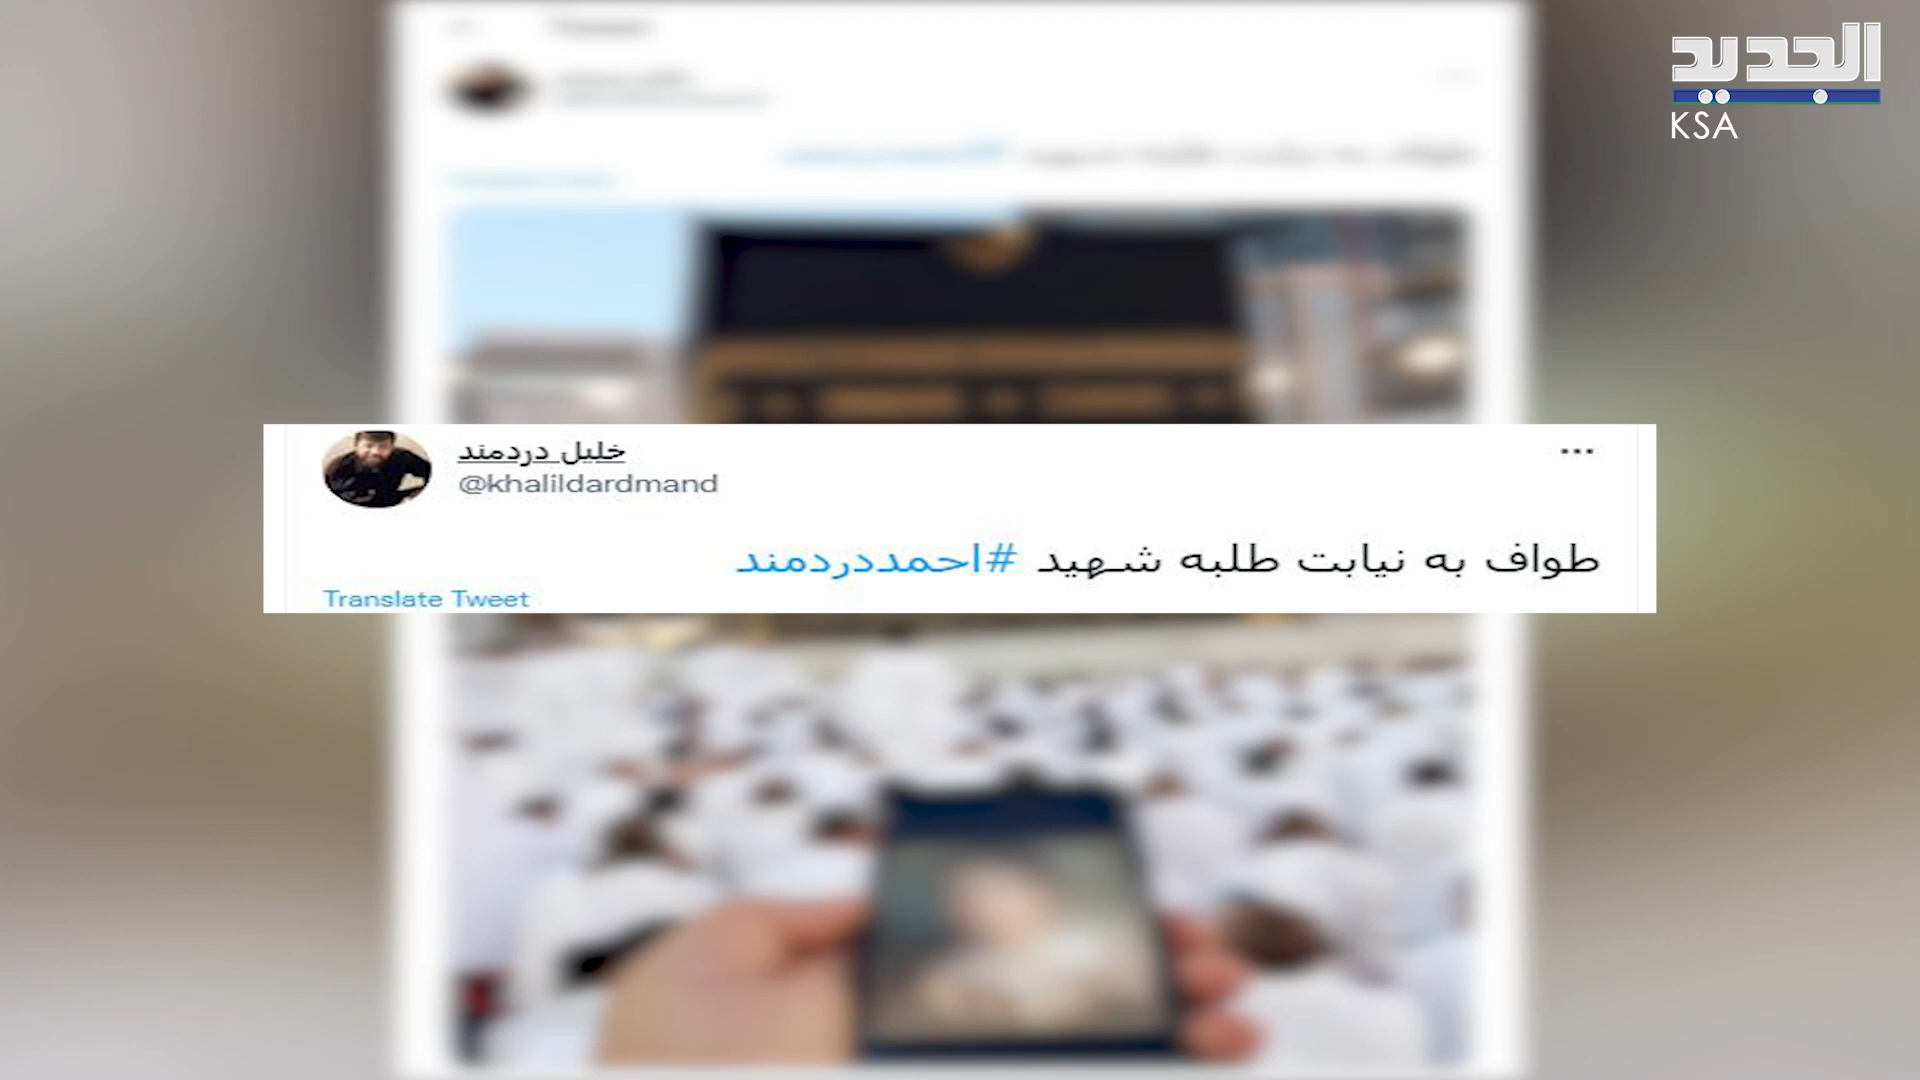 الجديد
KSA
خلیل دردمند
@khalildardmand
طواف به نیابت طلبه شهید #احمددردمند
Translate Tweet